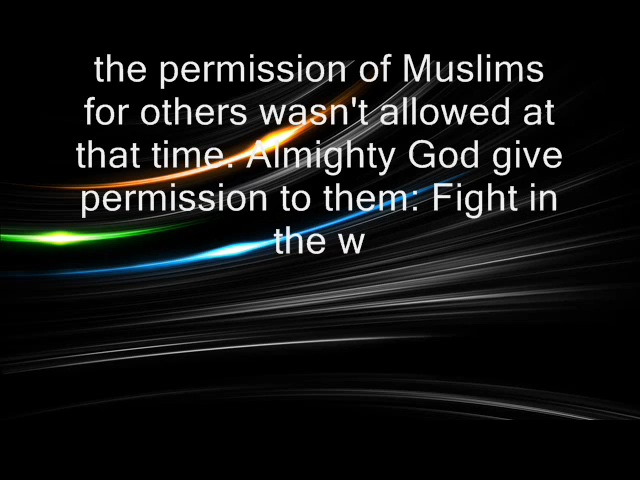 the permission of Muslims
for others wasn't allowed at
that time. Almighty God give
permission to them: Fight in
the w